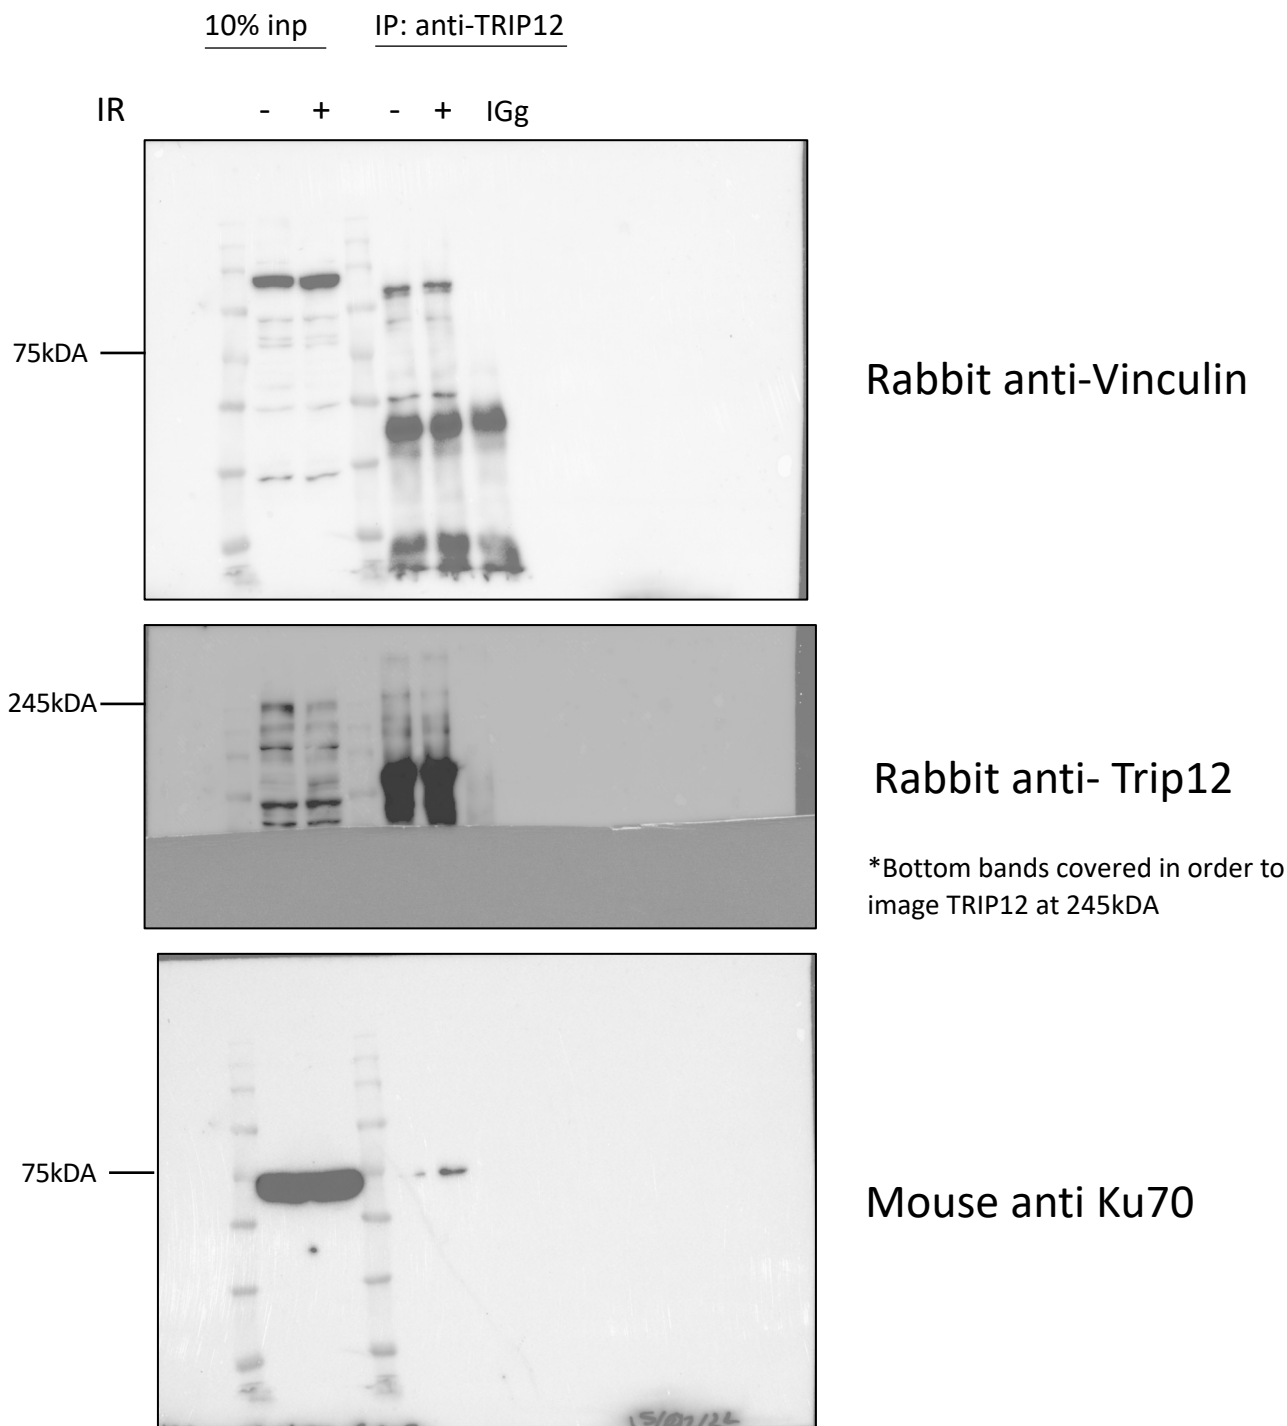 10% inp IP: anti-TRIP12
IR - + - + IGg
75kDA
Rabbit anti-Vinculin
245kDA
Rabbit anti- Trip12
*Bottom bands covered in order to
image TRIP12 at 245kDA
75kDA
Mouse anti Ku70